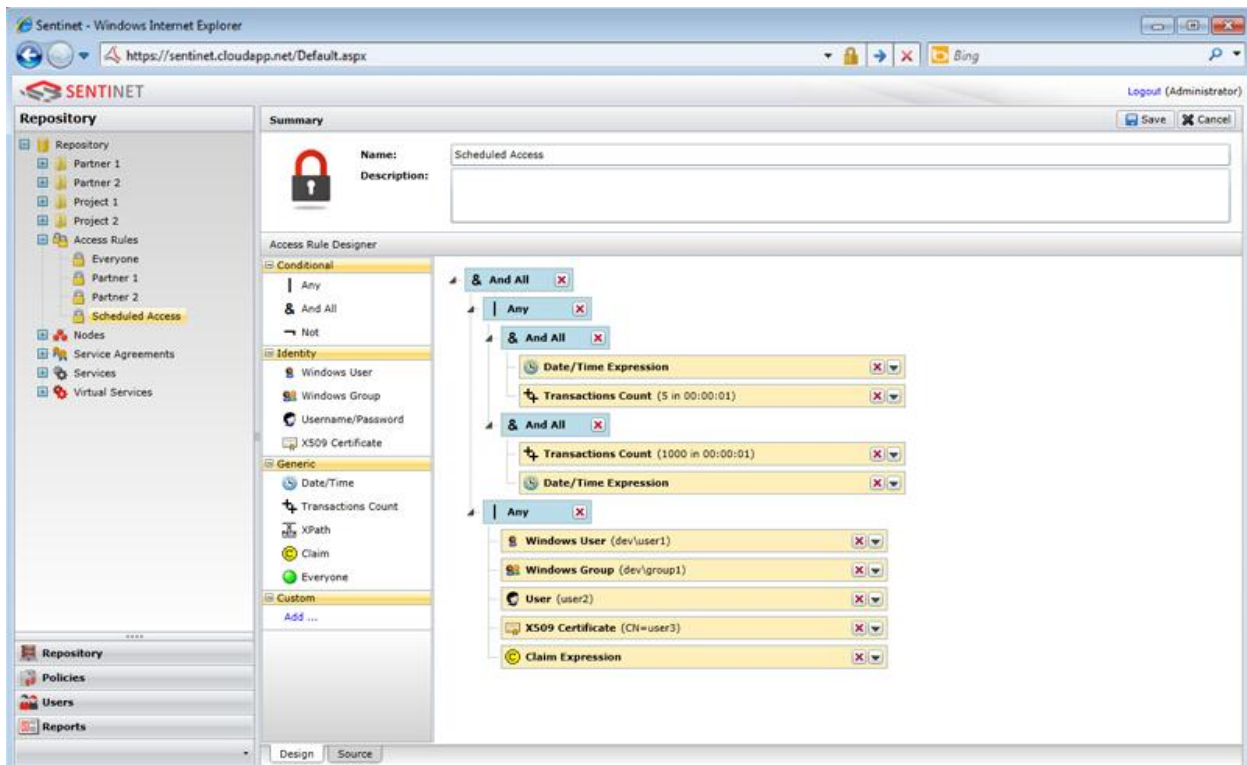 Sentinet - Windows Internet Explorer
https://sentinet.cloudapp.net/Default.aspx
Bing
SENTINET
Logout (Administrator)
Repository
Summary
Save
Cancel
Repository
Partner 1
Partner 2
Project 1
Project 2
Access Rules
Everyone
Partner 1
Partner 2
Scheduled Access
Nodes
Service Agreements
Services
Virtual Services
Repository
Policies
Users
Reports
Name:
Scheduled Access
Description:
Access Rule Designer
Conditional
Any
& And All
Not
Identity
Windows User
Windows Group
Username/Password
X509 Certificate
Generic
Date/Time
Transactions Count
XPath
Claim
Everyone
Custom
Add ...
& And All
| Any
& And All
Date/Time Expression
Transactions Count (5 in 00:00:01)
& And All
Transactions Count (1000 in 00:00:01)
Date/Time Expression
| Any
Windows User (dev\user1)
Windows Group (dev\group1)
User (user2)
X509 Certificate (CN=user3)
Claim Expression
Design
Source